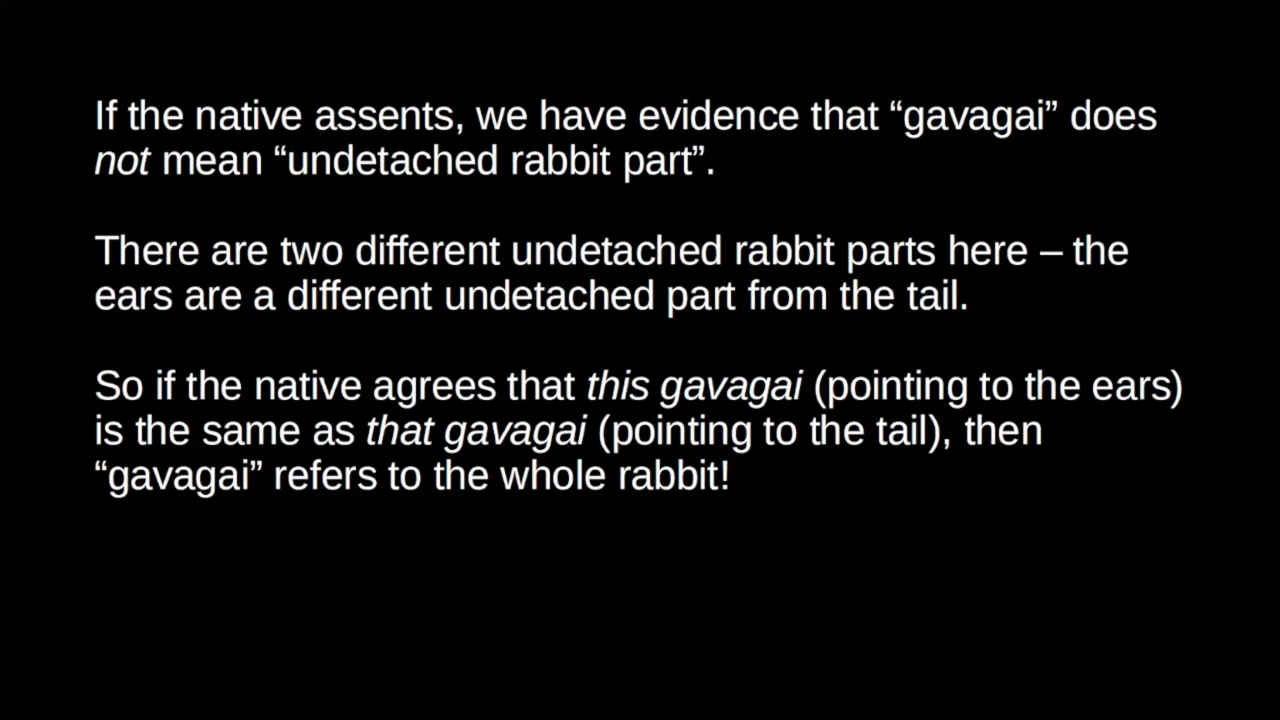 If the native assents, we have evidence that “gavagai” does
not mean “undetached rabbit part”.
There are two different undetached rabbit parts here – the
ears are a different undetached part from the tail.
So if the native agrees that this gavagai (pointing to the ears)
is the same as that gavagai (pointing to the tail), then
“gavagai” refers to the whole rabbit!